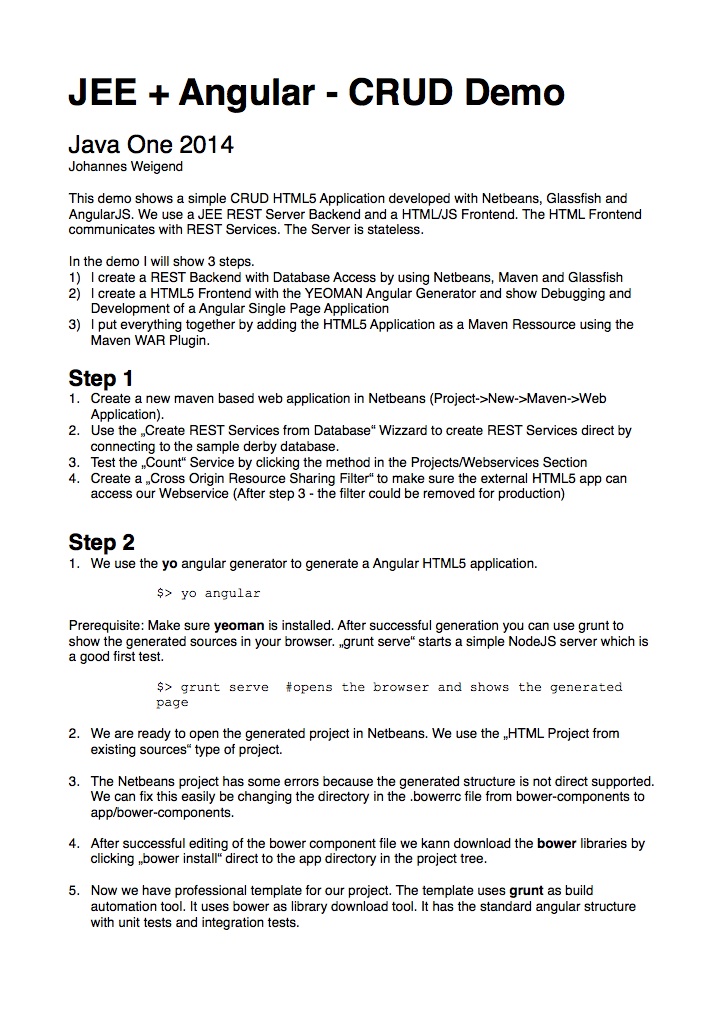 JEE + Angular - CRUD Demo
Java One 2014
Johannes Weigend
This demo shows a simple CRUD HTML5 Application developed with Netbeans, Glassfish and
AngularJS. We use a JEE REST Server Backend and a HTML/JS Frontend. The HTML Frontend
communicates with REST Services. The Server is stateless.
In the demo I will show 3 steps.
1) I create a REST Backend with Database Access by using Netbeans, Maven and Glassfish
2) I create a HTML5 Frontend with the YEOMAN Angular Generator and show Debugging and
Development of a Angular Single Page Application
3) I put everything together by adding the HTML5 Application as a Maven Ressource using the
Maven WAR Plugin.
Step 1
1. Create a new maven based web application in Netbeans (Project->New->Maven->Web
Application).
2. Use the „Create REST Services from Database“ Wizzard to create REST Services direct by
connecting to the sample derby database.
3. Test the „Count“ Service by clicking the method in the Projects/Webservices Section
4. Create a „Cross Origin Resource Sharing Filter“ to make sure the external HTML5 app can
access our Webservice (After step 3 - the filter could be removed for production)
Step 2
1. We use the yo angular generator to generate a Angular HTML5 application.
$> yo angular
Prerequisite: Make sure yeoman is installed. After successful generation you can use grunt to
show the generated sources in your browser. „grunt serve“ starts a simple NodeJS server which is
a good first test.
$> grunt serve  #opens the browser and shows the generated
page
2. We are ready to open the generated project in Netbeans. We use the „HTML Project from
existing sources“ type of project.
3. The Netbeans project has some errors because the generated structure is not direct supported.
We can fix this easily be changing the directory in the .bowerrc file from bower-components to
app/bower-components.
4. After successful editing of the bower component file we kann download the bower libraries by
clicking „bower install“ direct to the app directory in the project tree.
5. Now we have professional template for our project. The template uses grunt as build
automation tool. It uses bower as library download tool. It has the standard angular structure
with unit tests and integration tests.